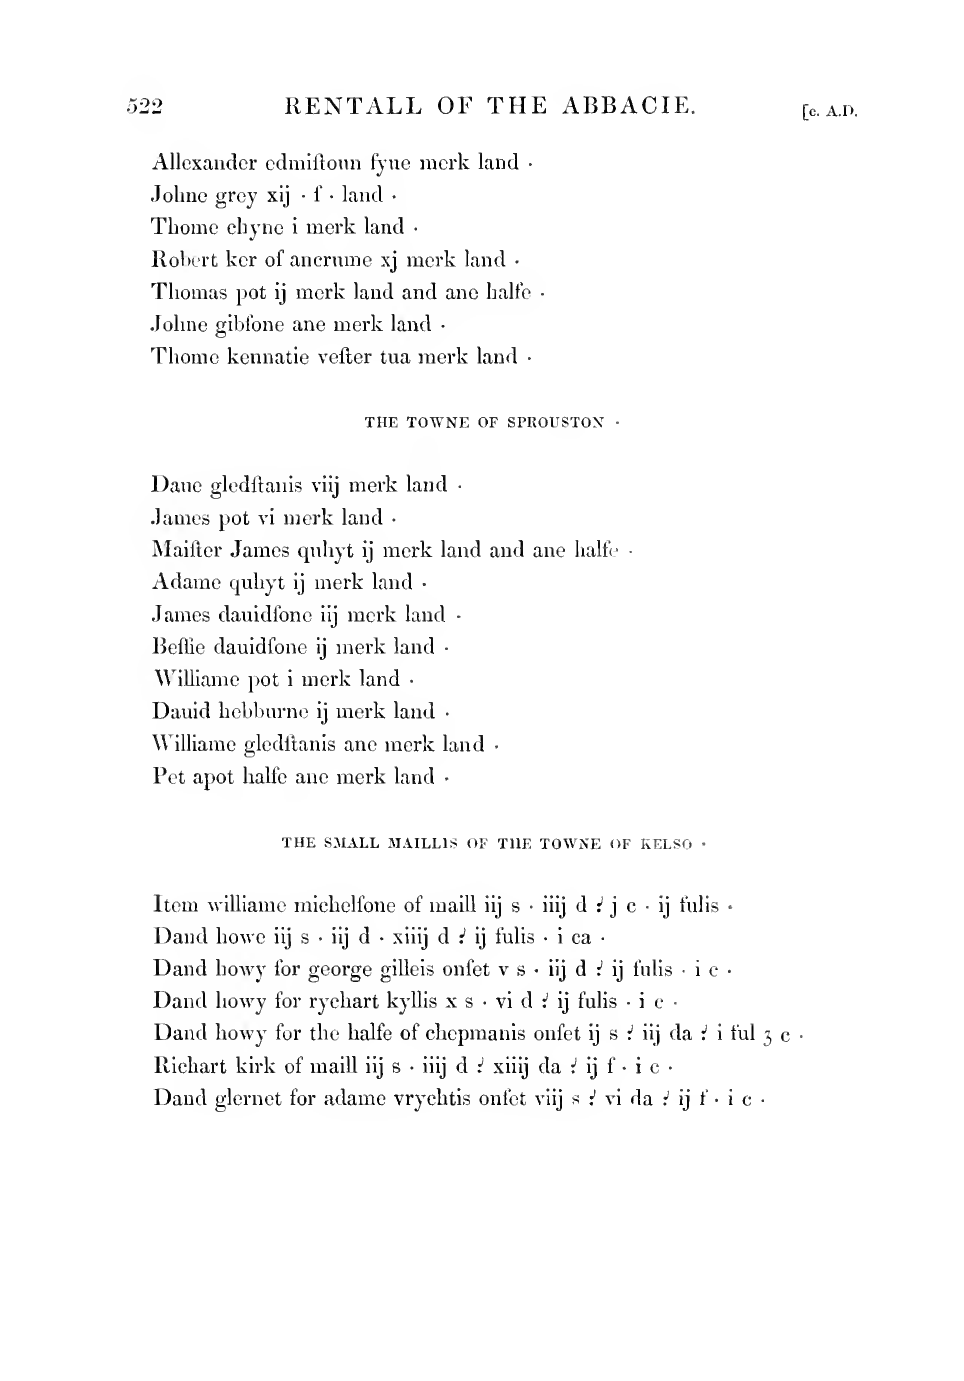 522 RENTALL OF THE ABBACIE. [c. A.D.
Allexander edmiſtoun fyue merk land ·
Johne grey xij · ſ · land ·
Thome chyne i merk land ·
Robert ker of ancrume xj merk land ·
Thomas pot ij merk land and ane halfe ·
Johne gibſone ane merk land ·
Thome kennatie veſter tua merk land ·
THE TOWNE OF SPROUSTON ·
Dane gledſtanis viij merk land ·
James pot vi merk land ·
Maiſter James quhyt ij merk land and ane halfe ·
Adame quhyt ij merk land ·
James dauidſone iij merk land ·
Beſſie dauidſone ij merk land ·
Williame pot i merk land ·
Dauid hebburne ij merk land ·
Williame gledſtanis ane merk land ·
Pet apot halfe ane merk land ·
THE SMALL MAILLIS OF THE TOWNE OF KELSO ·
Item williame michelſone of maill iij s · iiij d ⁖ j c · ij fulis ·
Dand howe iij s · iij d · xiiij d ⁖ ij fulis · i ca ·
Dand howy for george gilleis onſet v s · iij d ⁖ ij fulis · i c ·
Dand howy for rychart kyllis x s · vi d ⁖ ij fulis · i c ·
Dand howy for the halfe of chepmanis onſet ij s ⁖ iij da ⁖ i ful ʒ c ·
Richart kirk of maill iij s · iiij d ⁖ xiiij da ⁖ ij f · i c ·
Dand glernet for adame vrychtis onſet viij s ⁖ vi da ⁖ ij f · i c ·